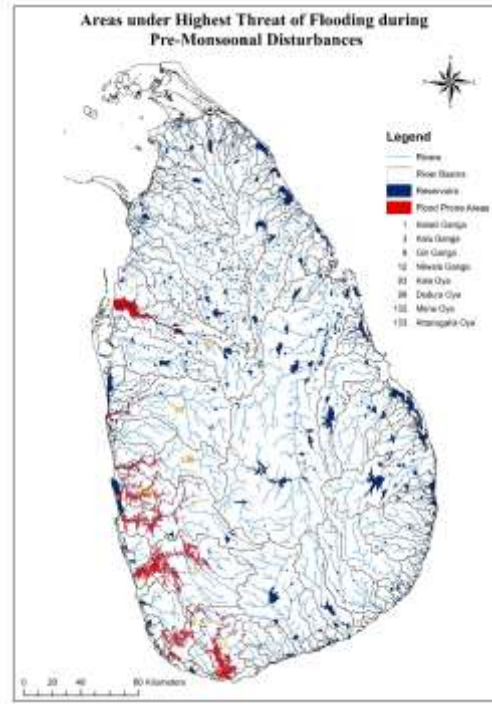 Areas under Highest Threat of Flooding during
Pre-Monsoonal Disturbances
Legend
Rivers
River Basins
Reservoirs
Flood Prone Areas
1 Kelani Ganga
3 Kalu Ganga
9 Gin Ganga
12 Nilwala Ganga
93 Kala Oya
99 Deduru Oya
102 Maha Oya
103 Attanagalu Oya
0 20 40 80 Kilometers